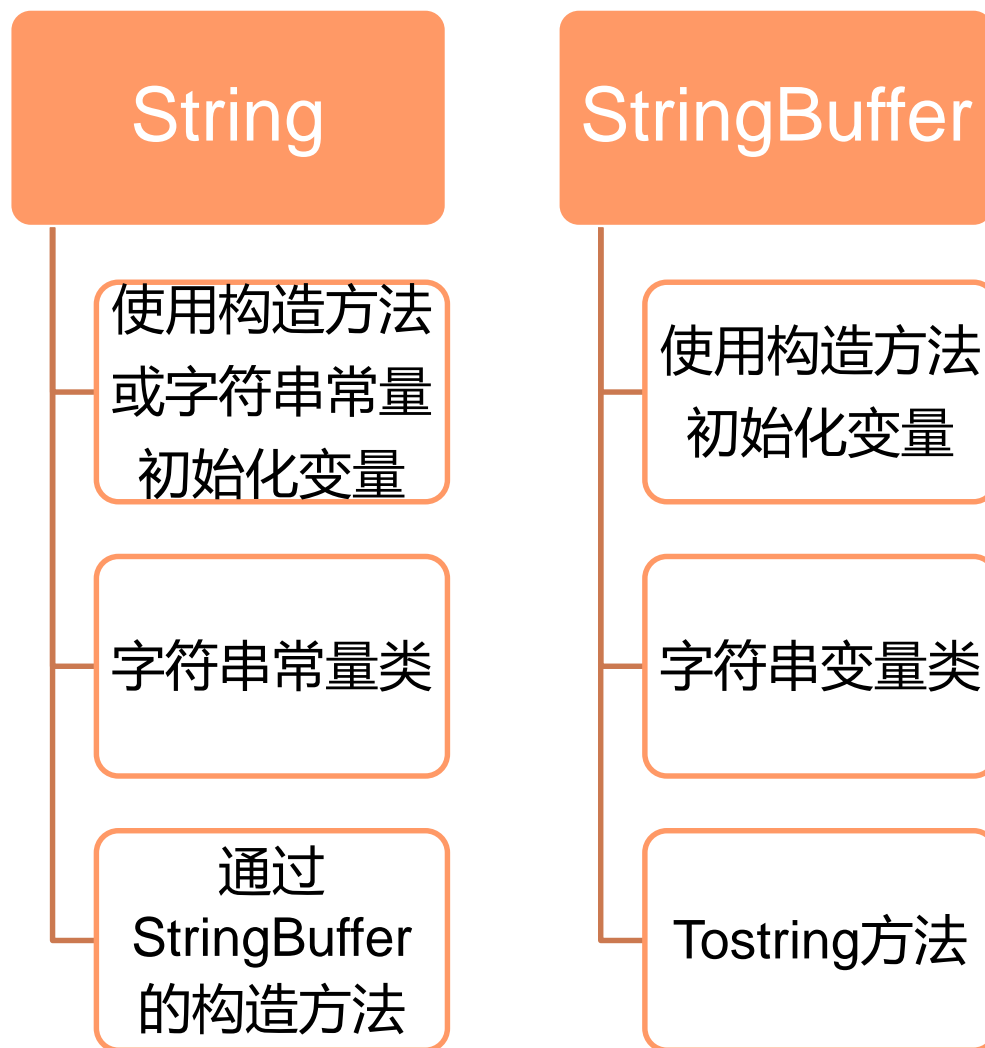 String
使用构造方法
或字符串常量
初始化变量
字符串常量类
通过
StringBuffer
的构造方法
StringBuffer
使用构造方法
初始化变量
字符串变量类
Tostring方法